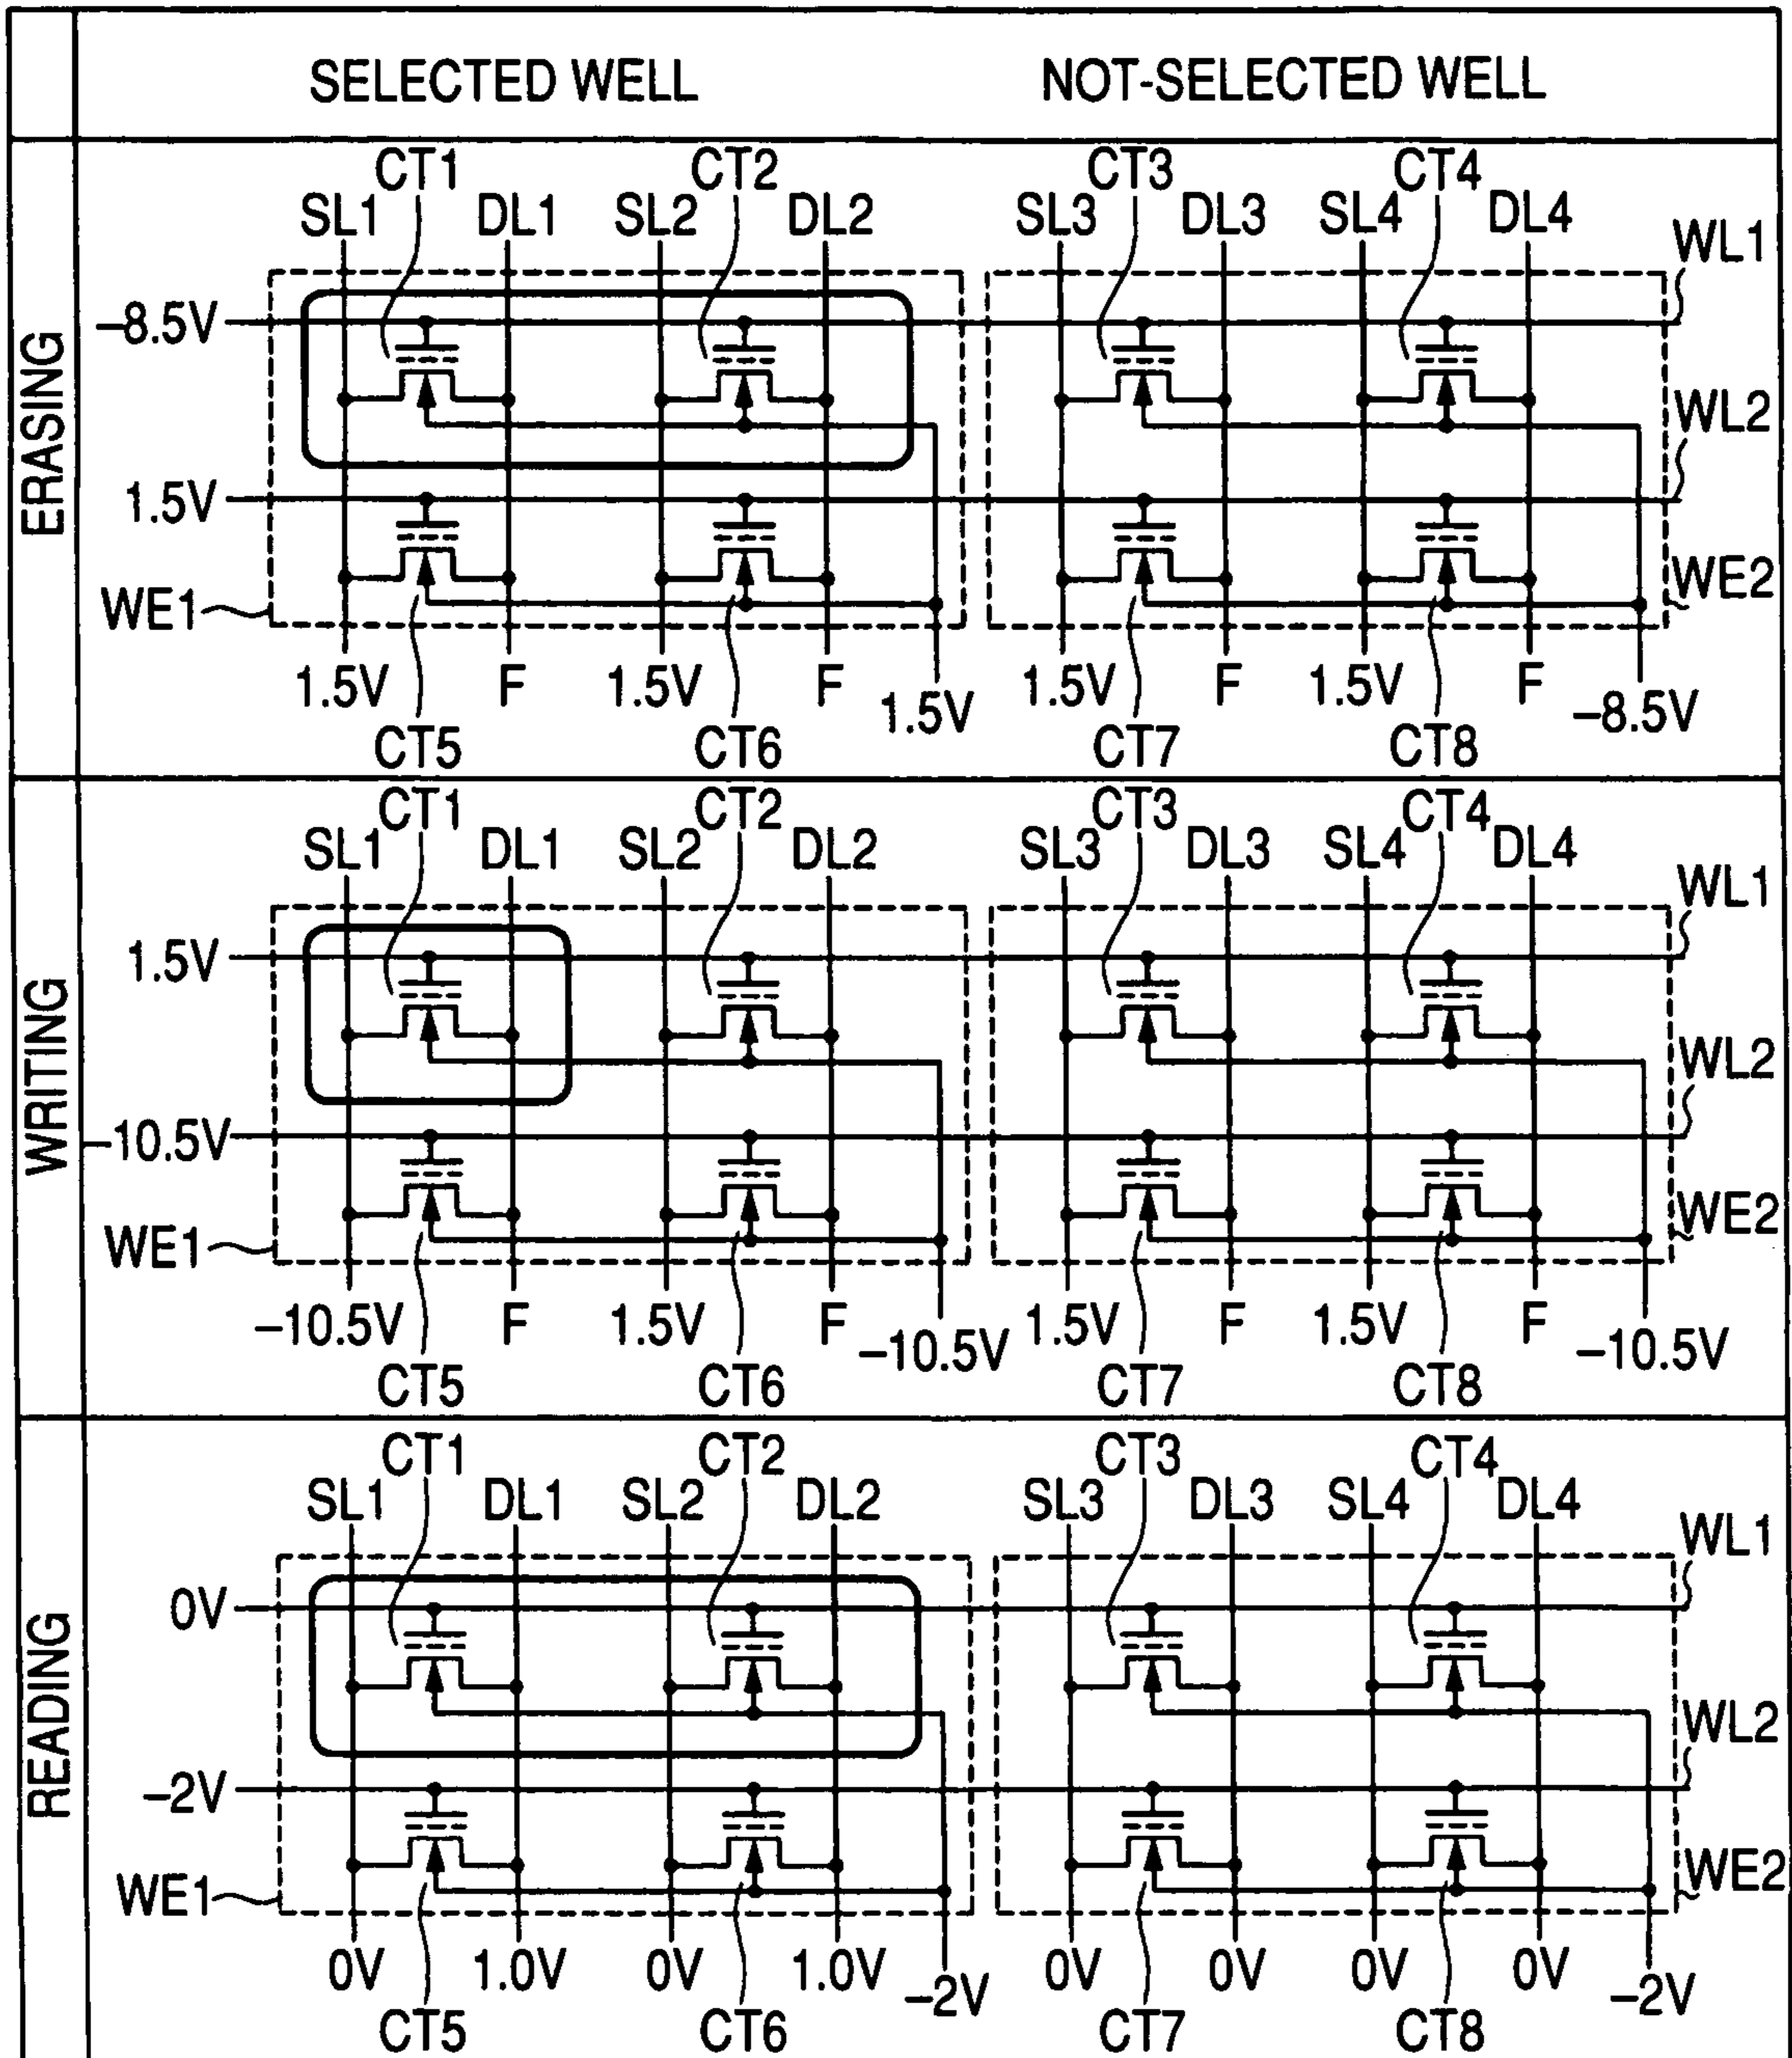 SELECTED WELL NOT-SELECTED WELL
ERASING
CT1 CT2 CT3 CT4
SL1 DL1 SL2 DL2 SL3 DL3 SL4 DL4
WL1
–8.5V
WL2
1.5V
WE1 WE2
1.5V F 1.5V F 1.5V 1.5V F 1.5V F –8.5V
CT5 CT6 CT7 CT8
WRITING
CT1 CT2 CT3 CT4
SL1 DL1 SL2 DL2 SL3 DL3 SL4 DL4
WL1
1.5V
WL2
–10.5V
WE1 WE2
–10.5V F 1.5V F –10.5V 1.5V F 1.5V F –10.5V
CT5 CT6 CT7 CT8
READING
CT1 CT2 CT3 CT4
SL1 DL1 SL2 DL2 SL3 DL3 SL4 DL4
WL1
0V
WL2
–2V
WE1 WE2
0V 1.0V 0V 1.0V –2V 0V 0V 0V 0V –2V
CT5 CT6 CT7 CT8